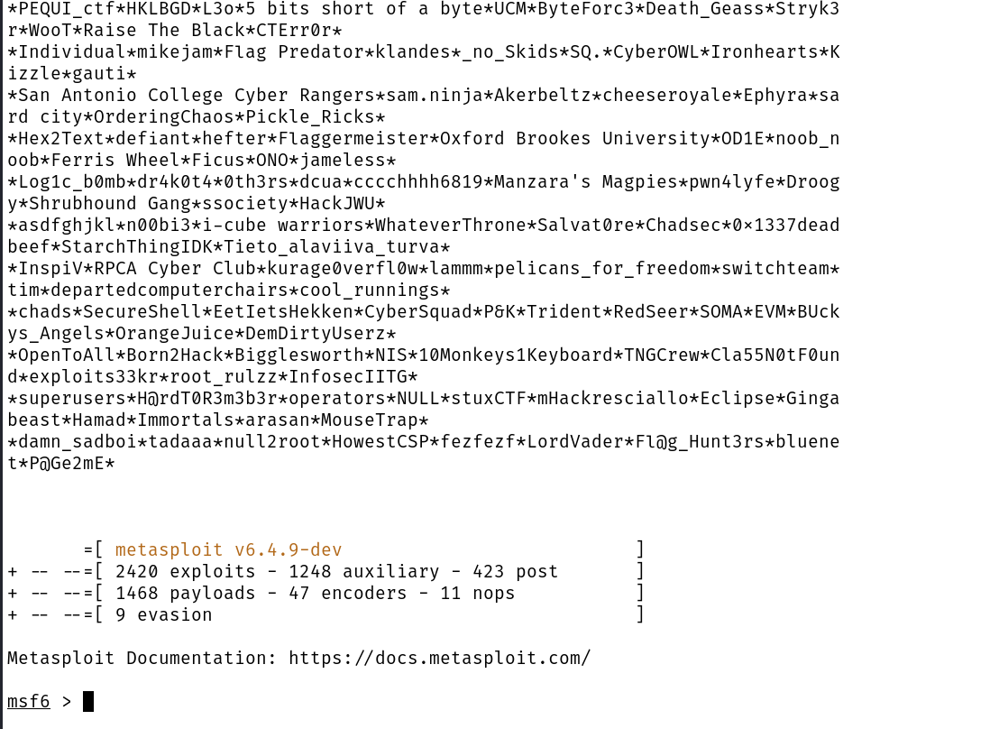 *PEQUI_ctf*HKLBGD*L3o*5 bits short of a byte*UCM*ByteForc3*Death_Geass*Stryk3
r*WooT*Raise The Black*CTErr0r*
*Individual*mikejam*Flag Predator*klandes*_no_Skids*SQ.*CyberOWL*Ironhearts*K
izzle*gauti*
*San Antonio College Cyber Rangers*sam.ninja*Akerbeltz*cheeseroyale*Ephyra*sa
rd city*OrderingChaos*Pickle_Ricks*
*Hex2Text*defiant*hefter*Flaggermeister*Oxford Brookes University*OD1E*noob_n
oob*Ferris Wheel*Ficus*ONO*jameless*
*Log1c_b0mb*dr4k0t4*0th3rs*dcua*cccchhhh6819*Manzara's Magpies*pwn4lyfe*Droog
y*Shrubhound Gang*ssociety*HackJWU*
*asdfghjkl*n00bi3*i-cube warriors*WhateverThrone*Salvat0re*Chadsec*0×1337dead
beef*StarchThingIDK*Tieto_alaviiva_turva*
*InspiV*RPCA Cyber Club*kurage0verfl0w*lammm*pelicans_for_freedom*switchteam*
tim*departedcomputerchairs*cool_runnings*
*chads*SecureShell*EetIetsHekken*CyberSquad*P&K*Trident*RedSeer*SOMA*EVM*BUck
ys_Angels*OrangeJuice*DemDirtyUserz*
*OpenToAll*Born2Hack*Bigglesworth*NIS*10Monkeys1Keyboard*TNGCrew*Cla55N0tF0un
d*exploits33kr*root_rulzz*InfosecIITG*
*superusers*H@rdT0R3m3b3r*operators*NULL*stuxCTF*mHackresciallo*Eclipse*Ginga
beast*Hamad*Immortals*arasan*MouseTrap*
*damn_sadboi*tadaaa*null2root*HowestCSP*fezfezf*LordVader*Fl@g_Hunt3rs*bluene
t*P@Ge2mE*
=[ metasploit v6.4.9-dev ]
+ -- --=[ 2420 exploits - 1248 auxiliary - 423 post ]
+ -- --=[ 1468 payloads - 47 encoders - 11 nops ]
+ -- --=[ 9 evasion ]
Metasploit Documentation: https://docs.metasploit.com/
msf6 >